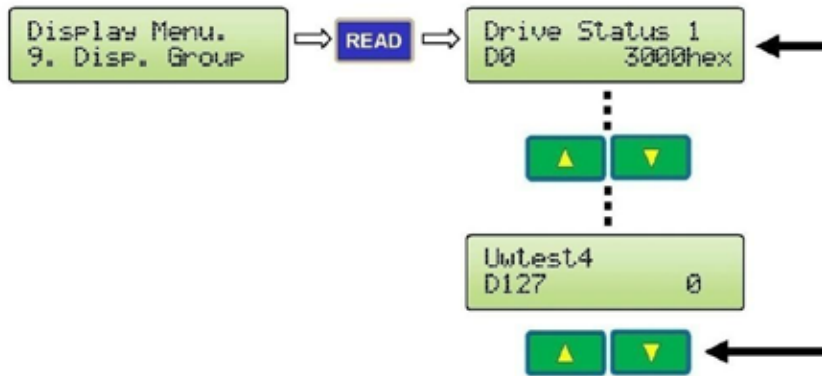 Display Menu.
9. Disp. Group
READ
Drive Status 1
D0 3000hex
Uwtest4
D127 0